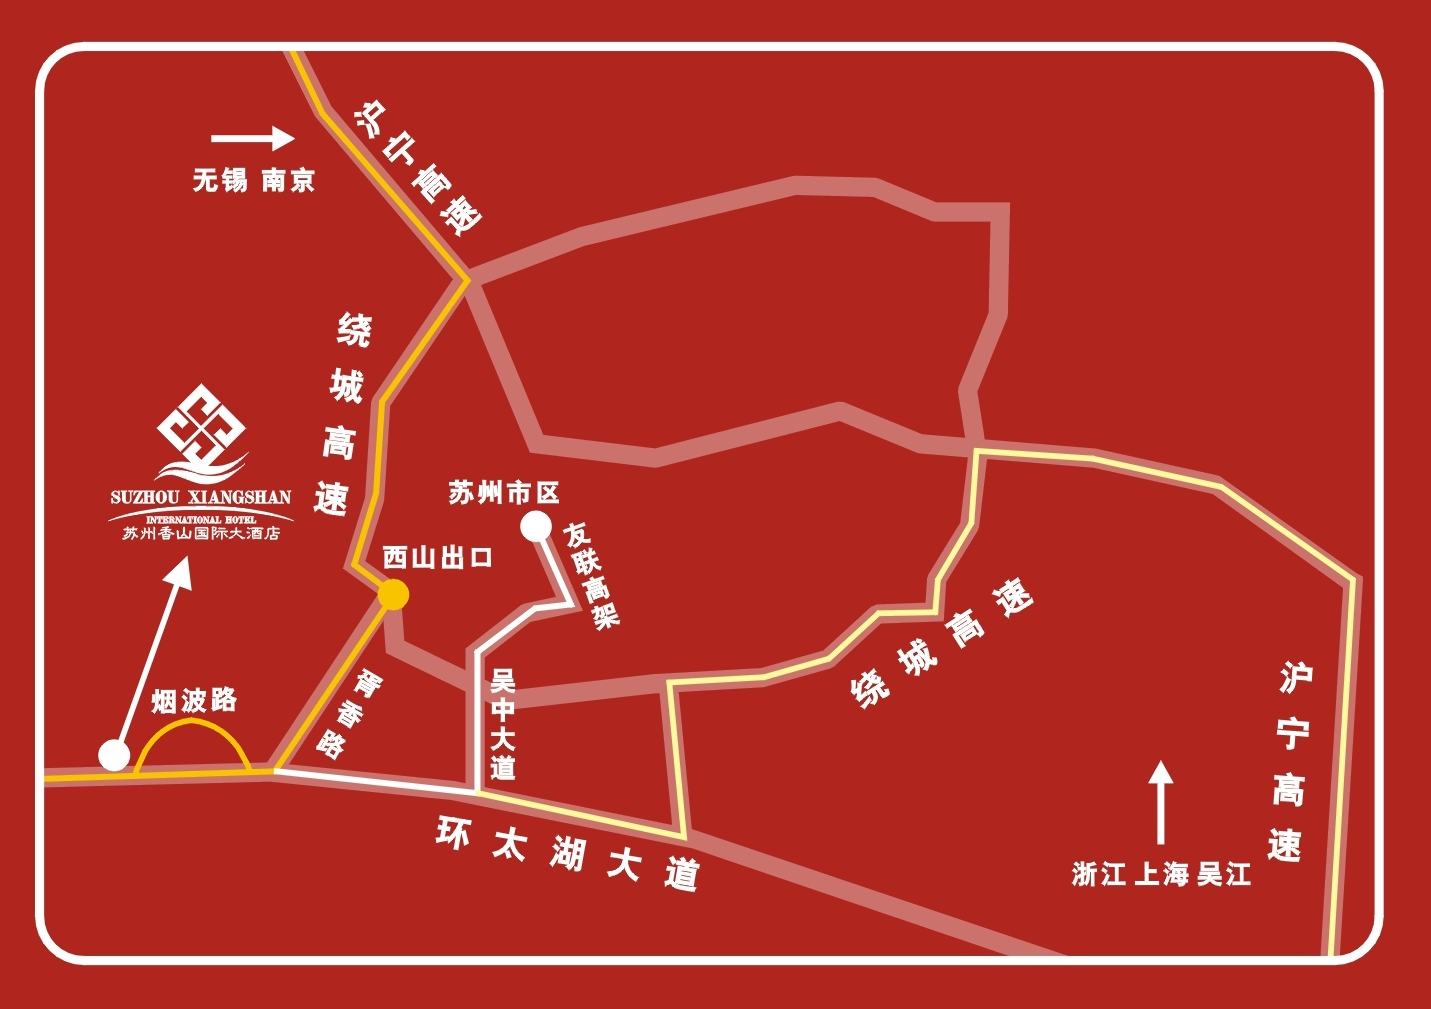 沪宁高速
无锡 南京
绕城高速
SUZHOU XIANGSHAN
INTERNATIONAL HOTEL
苏州香山国际大酒店
苏州市区
友联高架
西山出口
绕城高速
烟波路
胥香路
吴中大道
沪宁高速
环太湖大道
浙江 上海 吴江